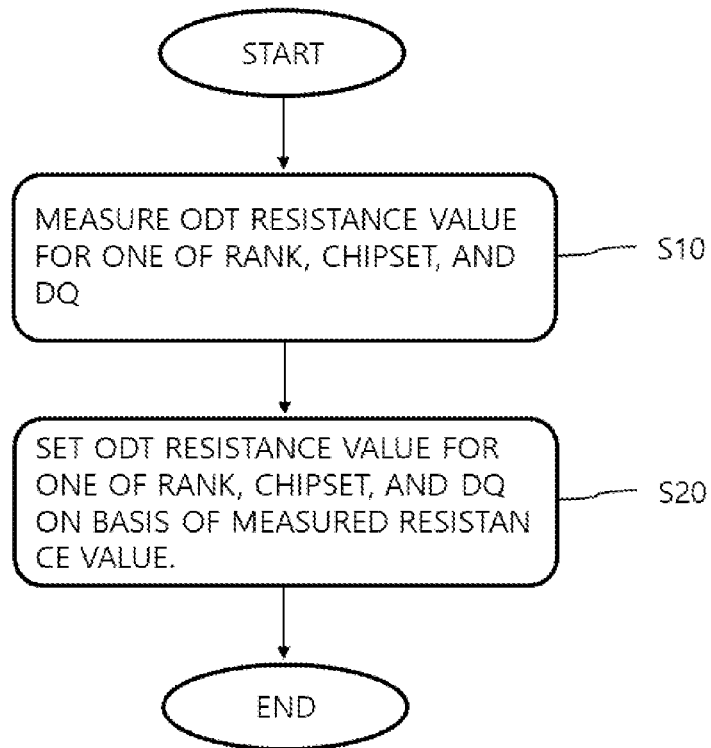 START
MEASURE ODT RESISTANCE VALUE
FOR ONE OF RANK, CHIPSET, AND
DQ
S10
SET ODT RESISTANCE VALUE FOR
ONE OF RANK, CHIPSET, AND DQ
ON BASIS OF MEASURED RESISTAN
CE VALUE.
S20
END